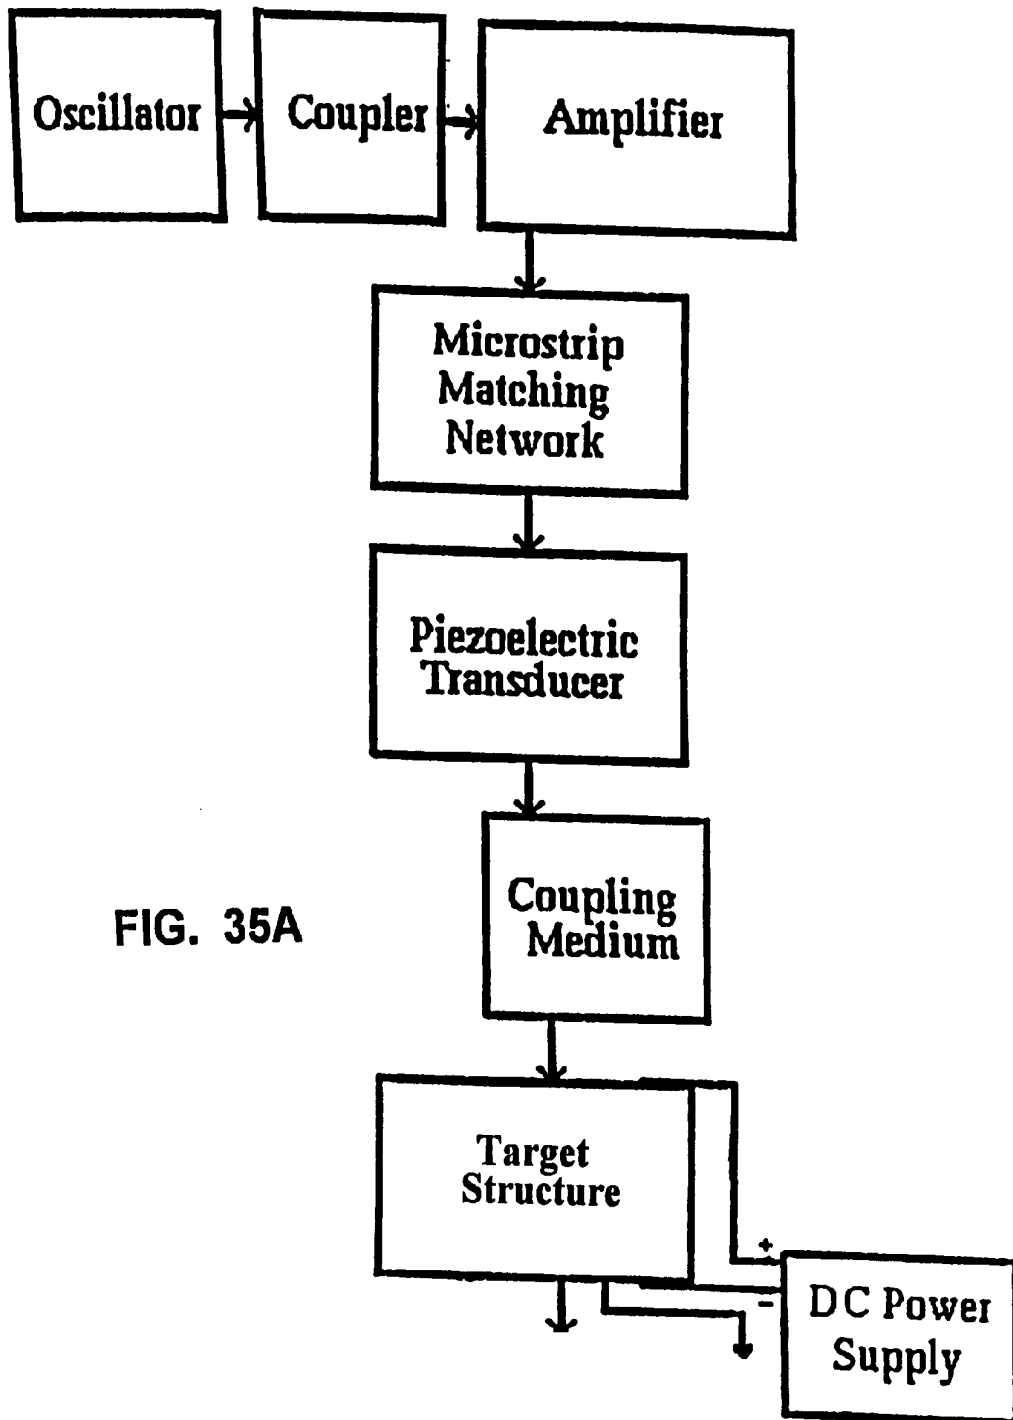 Oscillator
Coupler
Amplifier
Microstrip
Matching
Network
Piezoelectric
Transducer
Coupling
Medium
FIG. 35A
Target
Structure
+
-
DC Power
Supply